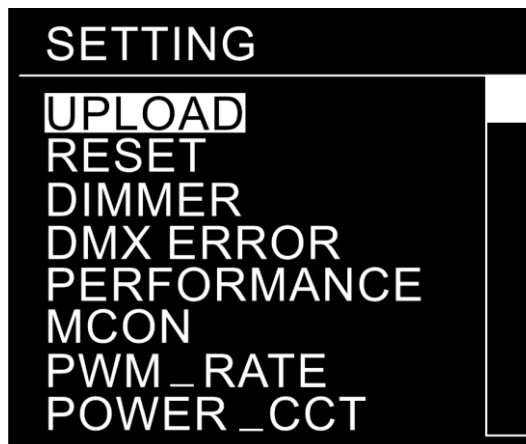 SETTING
UPLOAD
RESET
DIMMER
DMX ERROR
PERFORMANCE
MCON
PWM_RATE
POWER_CCT